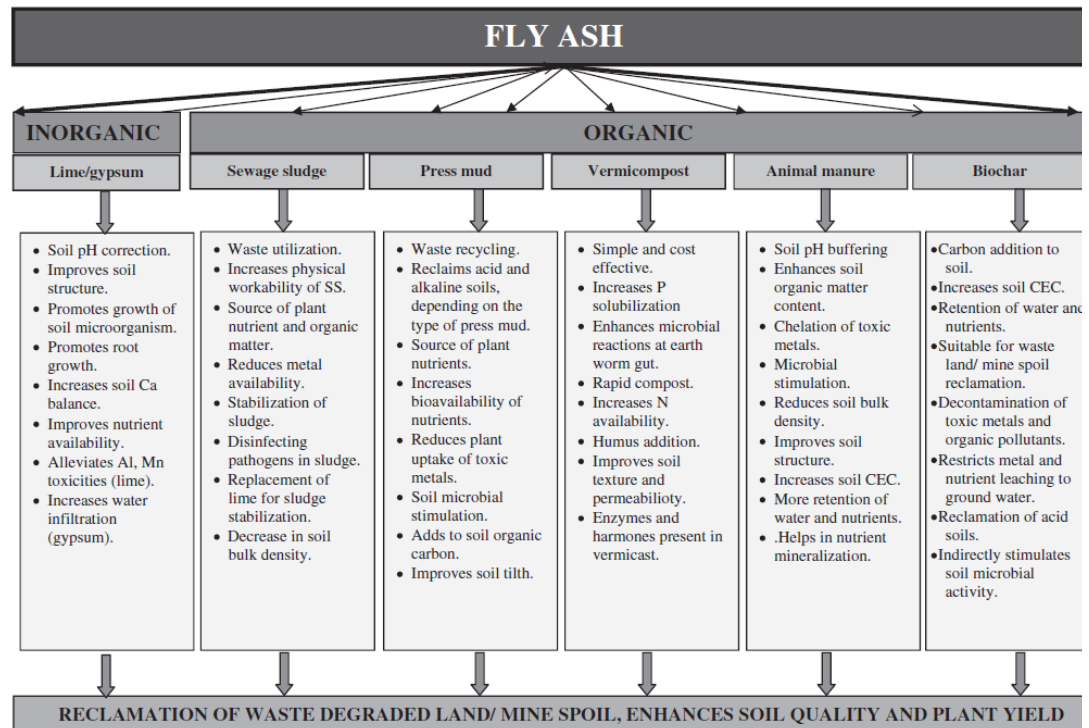 FLY ASH
INORGANIC
ORGANIC
Lime/gypsum
Sewage sludge
Press mud
Vermicompost
Animal manure
Biochar
• Soil pH correction.
• Improves soil
structure.
• Promotes growth of
soil microorganism.
• Promotes root
growth.
• Increases soil Ca
balance.
• Improves nutrient
availability.
• Alleviates Al, Mn
toxicities (lime).
• Increases water
infiltration
(gypsum).
• Waste utilization.
• Increases physical
workability of SS.
• Source of plant
nutrient and organic
matter.
• Reduces metal
availability.
• Stabilization of
sludge.
• Disinfecting
pathogens in sludge.
• Replacement of
lime for sludge
stabilization.
• Decrease in soil
bulk density.
• Waste recycling.
• Reclaims acid and
alkaline soils,
depending on the
type of press mud.
• Source of plant
nutrients.
• Increases
bioavailability of
nutrients.
• Reduces plant
uptake of toxic
metals.
• Soil microbial
stimulation.
• Adds to soil organic
carbon.
• Improves soil tilth.
• Simple and cost
effective.
• Increases P
solubilization
• Enhances microbial
reactions at earth
worm gut.
• Rapid compost.
• Increases N
availability.
• Humus addition.
• Improves soil
texture and
permeabilioty.
• Enzymes and
harmones present in
vermicast.
• Soil pH buffering
• Enhances soil
organic matter
content.
• Chelation of toxic
metals.
• Microbial
stimulation.
• Reduces soil bulk
density.
• Improves soil
structure.
• Increases soil CEC.
• More retention of
water and nutrients.
• .Helps in nutrient
mineralization.
•Carbon addition to
soil.
•Increases soil CEC.
•Retention of water and
nutrients.
•Suitable for waste
land/ mine spoil
reclamation.
•Decontamination of
toxic metals and
organic pollutants.
•Restricts metal and
nutrient leaching to
ground water.
•Reclamation of acid
soils.
•Indirectly stimulates
soil microbial
activity.
RECLAMATION OF WASTE DEGRADED LAND/ MINE SPOIL, ENHANCES SOIL QUALITY AND PLANT YIELD